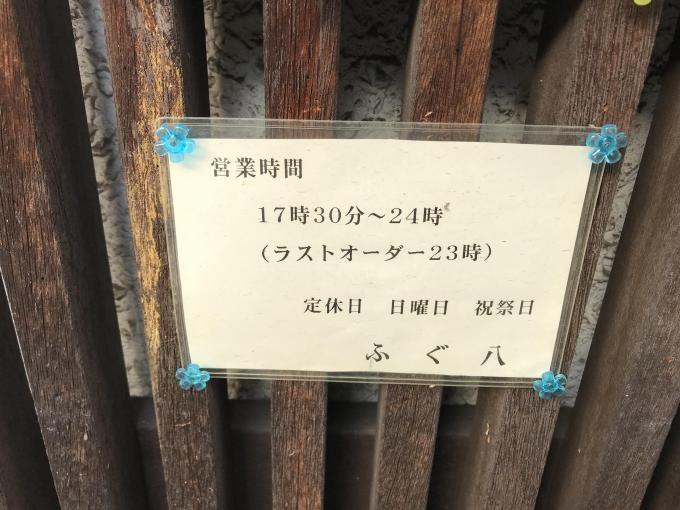 営業時間
17時30分～24時
（ラストオーダー23時）
定休日 日曜日 祝祭日
ふぐ八